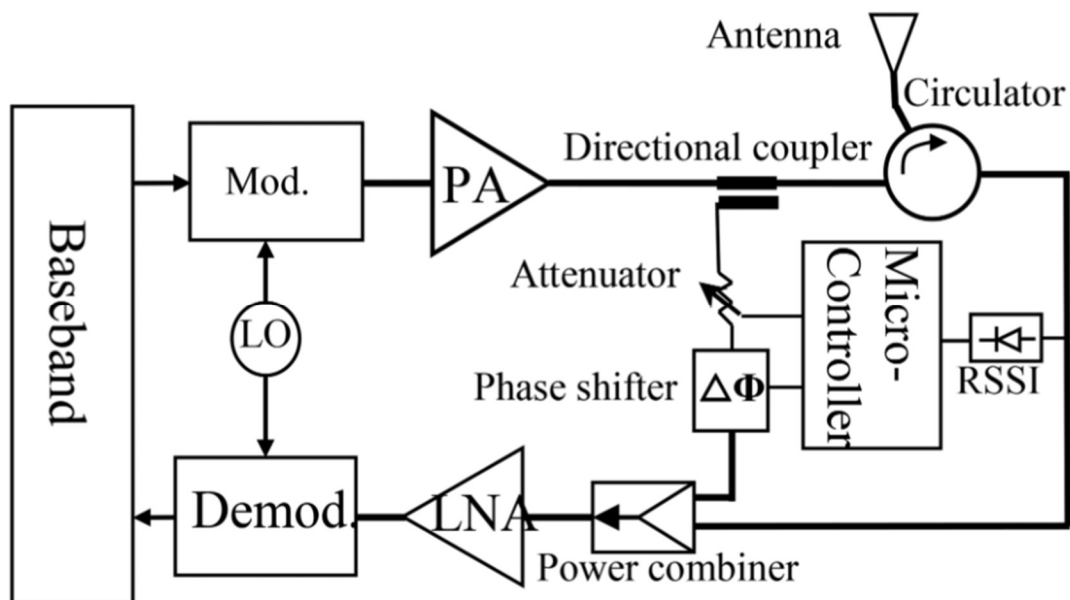 Antenna
Circulator
Directional coupler
Mod.
PA
Baseband
Attenuator
Micro-
Controller
LO
Phase shifter
ΔΦ
RSSI
Demod.
LNA
Power combiner